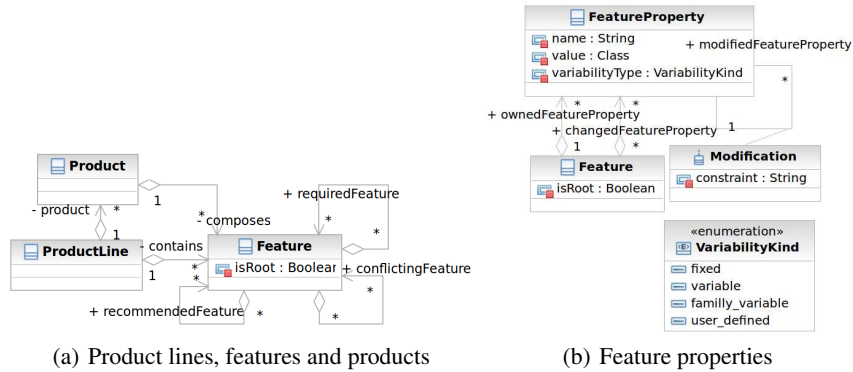 Product
- product
*
1
1
*
- composes
ProductLine
- contains
1
*
*
Feature
isRoot : Boolean
+ requiredFeature
*
*
+ conflictingFeature
*
*
+ recommendedFeature
*
(a) Product lines, features and products
FeatureProperty
name : String
value : Class
variabilityType : VariabilityKind
+ modifiedFeatureProperty
*
1
+ ownedFeatureProperty
*
*
+ changedFeatureProperty
1
*
Feature
isRoot : Boolean
Modification
constraint : String
«enumeration»
VariabilityKind
fixed
variable
familly_variable
user_defined
(b) Feature properties